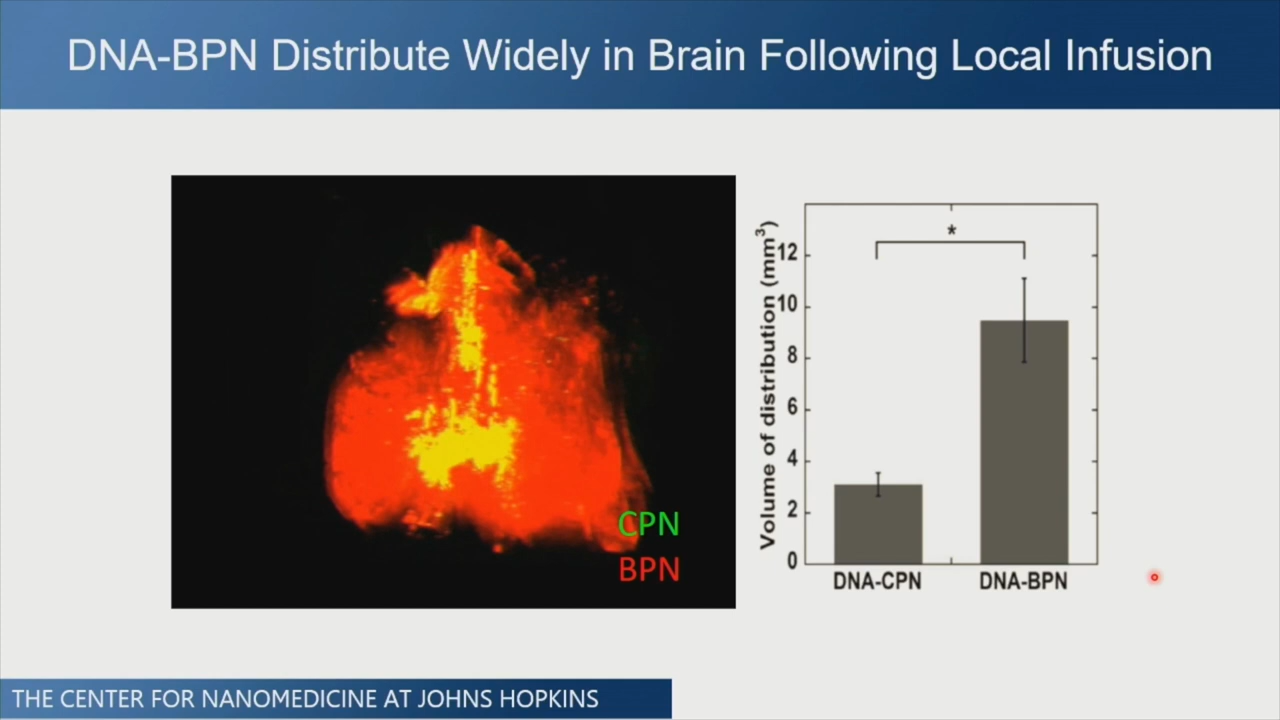 DNA-BPN Distribute Widely in Brain Following Local Infusion
CPN
BPN
Volume of distribution (mm³)
12
10
8
6
4
2
0
*
DNA-CPN
DNA-BPN
THE CENTER FOR NANOMEDICINE AT JOHNS HOPKINS